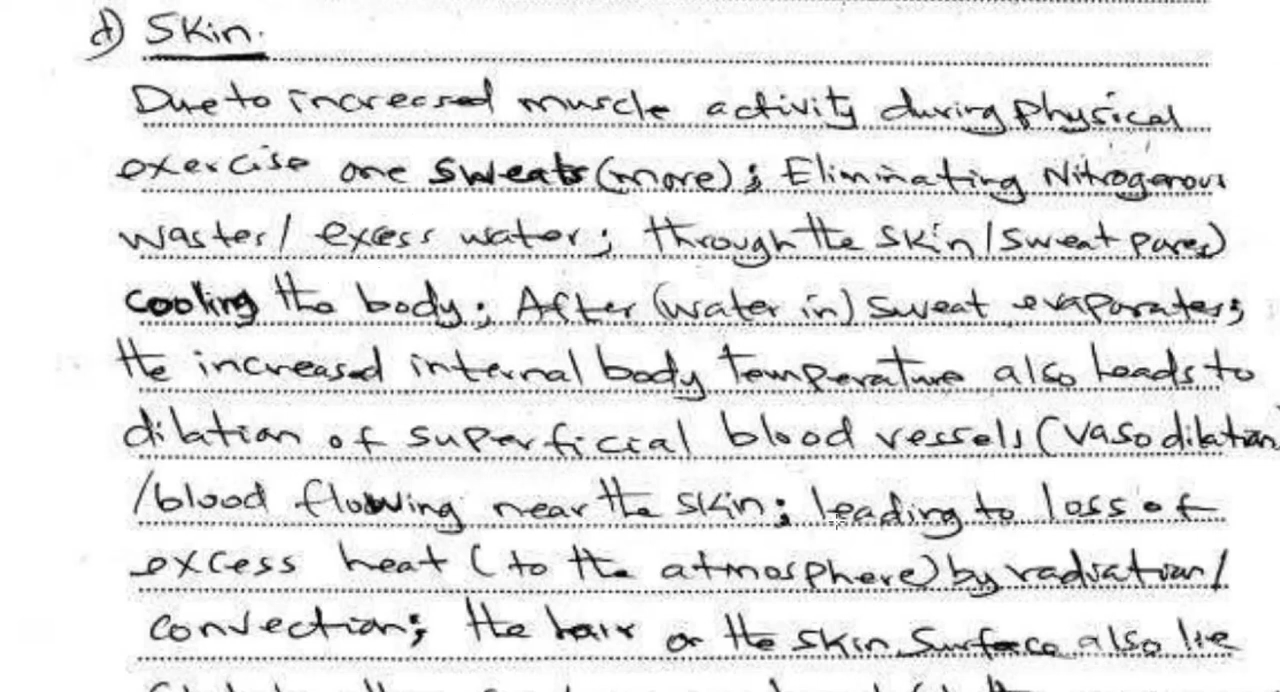 d) Skin.
Due to increased muscle activity during physical
exercise one sweats (more); Eliminating Nitrogenous
wastes/ excess water; through the skin/sweat pores)
cooling the body; After (water in) sweat evaporates;
the increased internal body temperature also leads to
dilation of superficial blood vessels (vasodilation)
/blood flowing near the skin; leading to loss of
excess heat (to the atmosphere) by radiation/
convection; the hair on the skin surface also lie